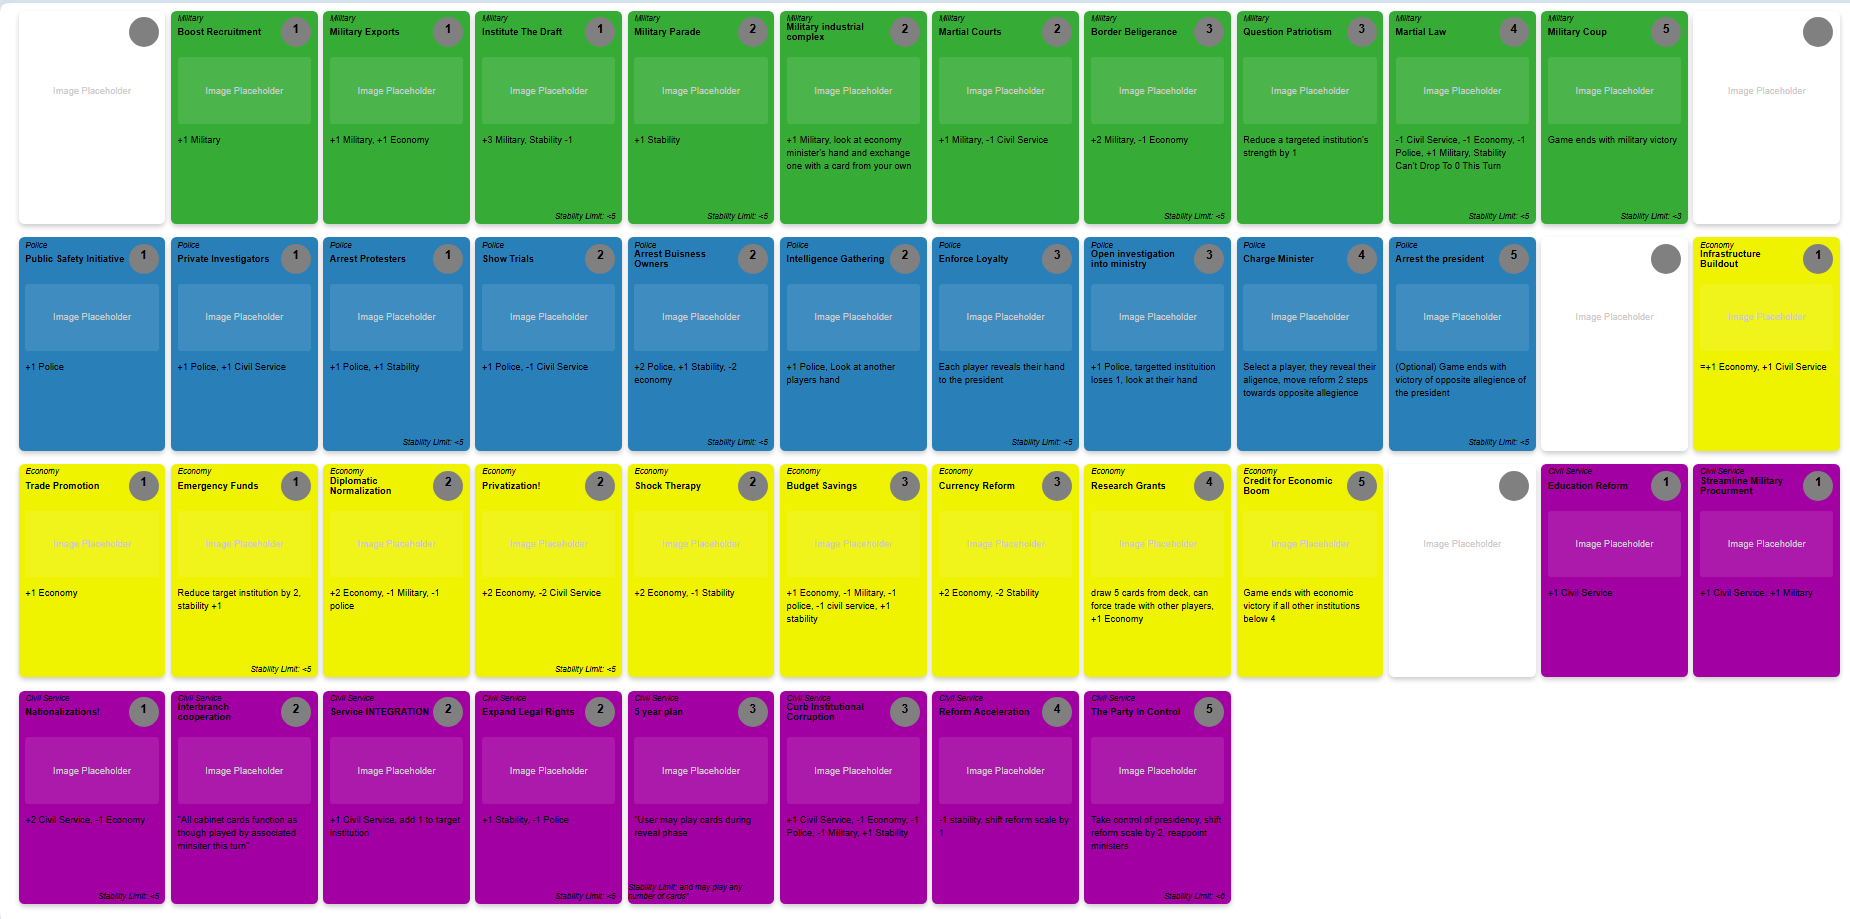 Image Placeholder
Military
Boost Recruitment
1
Image Placeholder
+1 Military
Military
Military Exports
1
Image Placeholder
+1 Military, +1 Economy
Military
Institute The Draft
1
Image Placeholder
+3 Military, Stability -1
Stability Limit: <5
Military
Military Parade
2
Image Placeholder
+1 Stability
Stability Limit: <5
Military
Military industrial
complex
2
Image Placeholder
+1 Military, look at economy
minister's hand and exchange
one with a card from your own
Military
Martial Courts
2
Image Placeholder
+1 Military, -1 Civil Service
Military
Border Beligerance
3
Image Placeholder
+2 Military, -1 Economy
Stability Limit: <5
Military
Question Patriotism
3
Image Placeholder
Reduce a targeted institution's
strength by 1
Military
Martial Law
4
Image Placeholder
-1 Civil Service, -1 Economy, -1
Police, +1 Military, Stability
Can't Drop To 0 This Turn
Stability Limit: <5
Military
Military Coup
5
Image Placeholder
Game ends with military victory
Stability Limit: <3
Image Placeholder
Police
Public Safety Initiative
1
Image Placeholder
+1 Police
Police
Private Investigators
1
Image Placeholder
+1 Police, +1 Civil Service
Police
Arrest Protesters
1
Image Placeholder
+1 Police, +1 Stability
Stability Limit: <5
Police
Show Trials
2
Image Placeholder
+1 Police, -1 Civil Service
Police
Arrest Buisness
Owners
2
Image Placeholder
+2 Police, +1 Stability, -2
economy
Stability Limit: <5
Police
Intelligence Gathering
2
Image Placeholder
+1 Police, Look at another
players hand
Police
Enforce Loyalty
3
Image Placeholder
Each player reveals their hand
to the president
Stability Limit: <5
Police
Open investigation
into ministry
3
Image Placeholder
+1 Police, targetted instituition
loses 1, look at their hand
Police
Charge Minister
4
Image Placeholder
Select a player, they reveal their
aligence, move reform 2 steps
towards opposite allegience
Police
Arrest the president
5
Image Placeholder
(Optional) Game ends with
victory of opposite allegience of
the president
Stability Limit: <5
Image Placeholder
Economy
Infrastructure
Buildout
1
Image Placeholder
=+1 Economy, +1 Civil Service
Economy
Trade Promotion
1
Image Placeholder
+1 Economy
Economy
Emergency Funds
1
Image Placeholder
Reduce target institution by 2,
stability +1
Stability Limit: <5
Economy
Diplomatic
Normalization
2
Image Placeholder
+2 Economy, -1 Military, -1
police
Economy
Privatization!
2
Image Placeholder
+2 Economy, -2 Civil Service
Stability Limit: <5
Economy
Shock Therapy
2
Image Placeholder
+2 Economy, -1 Stability
Economy
Budget Savings
3
Image Placeholder
+1 Economy, -1 Military, -1
police, -1 civil service, +1
stability
Economy
Currency Reform
3
Image Placeholder
+2 Economy, -2 Stability
Economy
Research Grants
4
Image Placeholder
draw 5 cards from deck, can
force trade with other players,
+1 Economy
Economy
Credit for Economic
Boom
5
Image Placeholder
Game ends with economic
victory if all other institutions
below 4
Image Placeholder
Civil Service
Education Reform
1
Image Placeholder
+1 Civil Service
Civil Service
Streamline Military
Procurment
1
Image Placeholder
+1 Civil Service, +1 Military
Civil Service
Nationalizations!
1
Image Placeholder
+2 Civil Service, -1 Economy
Stability Limit: <5
Civil Service
Interbranch
cooperation
2
Image Placeholder
"All cabinet cards function as
though played by associated
minsiter this turn"
Civil Service
Service INTEGRATION
2
Image Placeholder
+1 Civil Service, add 1 to target
institution
Civil Service
Expand Legal Rights
2
Image Placeholder
+1 Stability, -1 Police
Stability Limit: <5
Civil Service
5 year plan
3
Image Placeholder
"User may play cards during
reveal phase
Stability Limit: and may play any
number of cards"
Civil Service
Curb Institutional
Corruption
3
Image Placeholder
+1 Civil Service, -1 Economy, -1
Police, -1 Military, +1 Stability
Civil Service
Reform Acceleration
4
Image Placeholder
-1 stability, shift reform scale by
1
Civil Service
The Party In Control
5
Image Placeholder
Take control of presidency, shift
reform scale by 2, reappoint
ministers
Stability Limit: